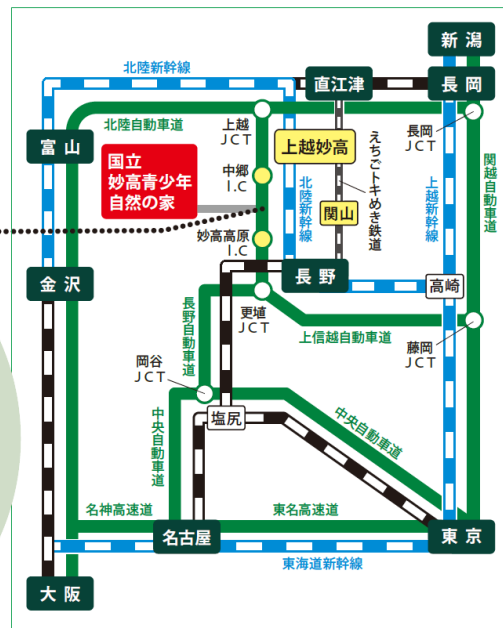 新潟
北陸新幹線
直江津
長岡
北陸自動車道
上越
JCT
長岡
JCT
富山
国立
妙高青少年
自然の家
中郷
I.C
上越妙高
えちごトキめき鉄道
関越自動車道
北陸新幹線
上越新幹線
関山
妙高高原
I.C
金沢
長野
高崎
更埴
JCT
長野自動車道
上信越自動車道
藤岡
JCT
岡谷
JCT
中央自動車道
塩尻
中央自動車道
名神高速道
東名高速道
名古屋
東京
東海道新幹線
大阪